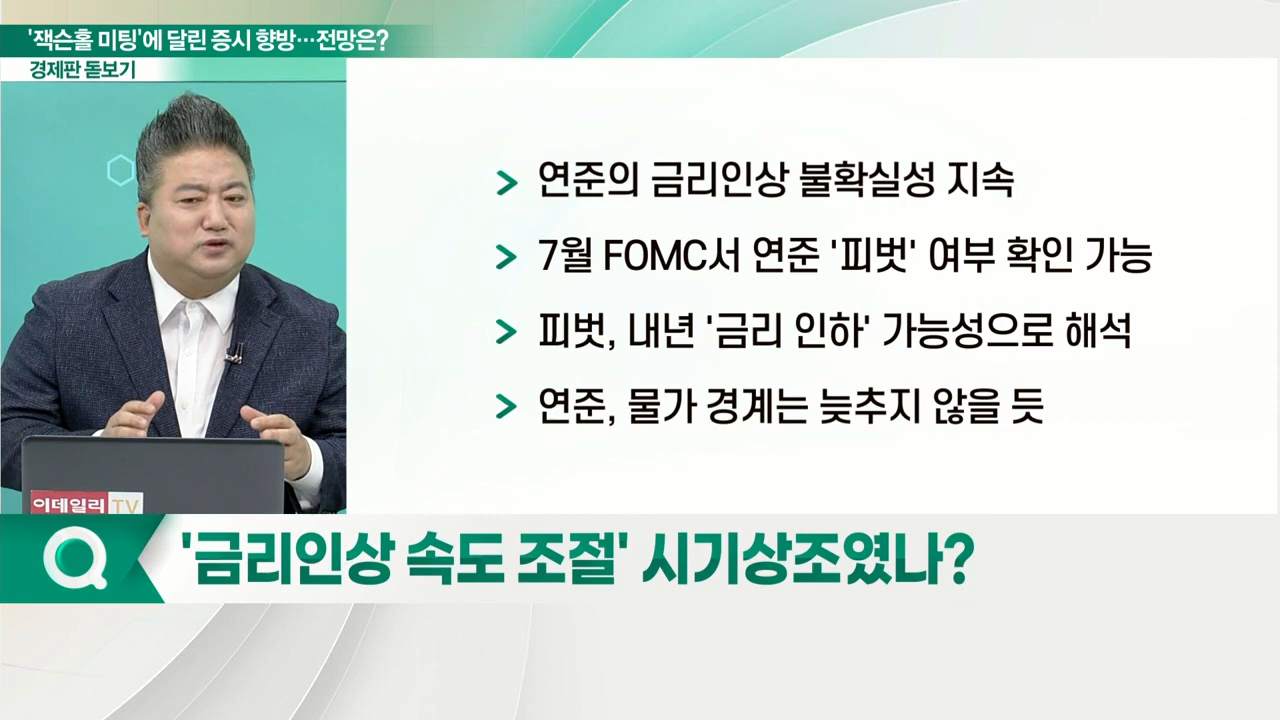 '잭슨홀 미팅'에 달린 증시 향방…전망은?
경제판 돋보기
> 연준의 금리인상 불확실성 지속
> 7월 FOMC서 연준 '피벗' 여부 확인 가능
> 피벗, 내년 '금리 인하' 가능성으로 해석
> 연준, 물가 경계는 늦추지 않을 듯
이데일리 TV
Q '금리인상 속도 조절' 시기상조였나?